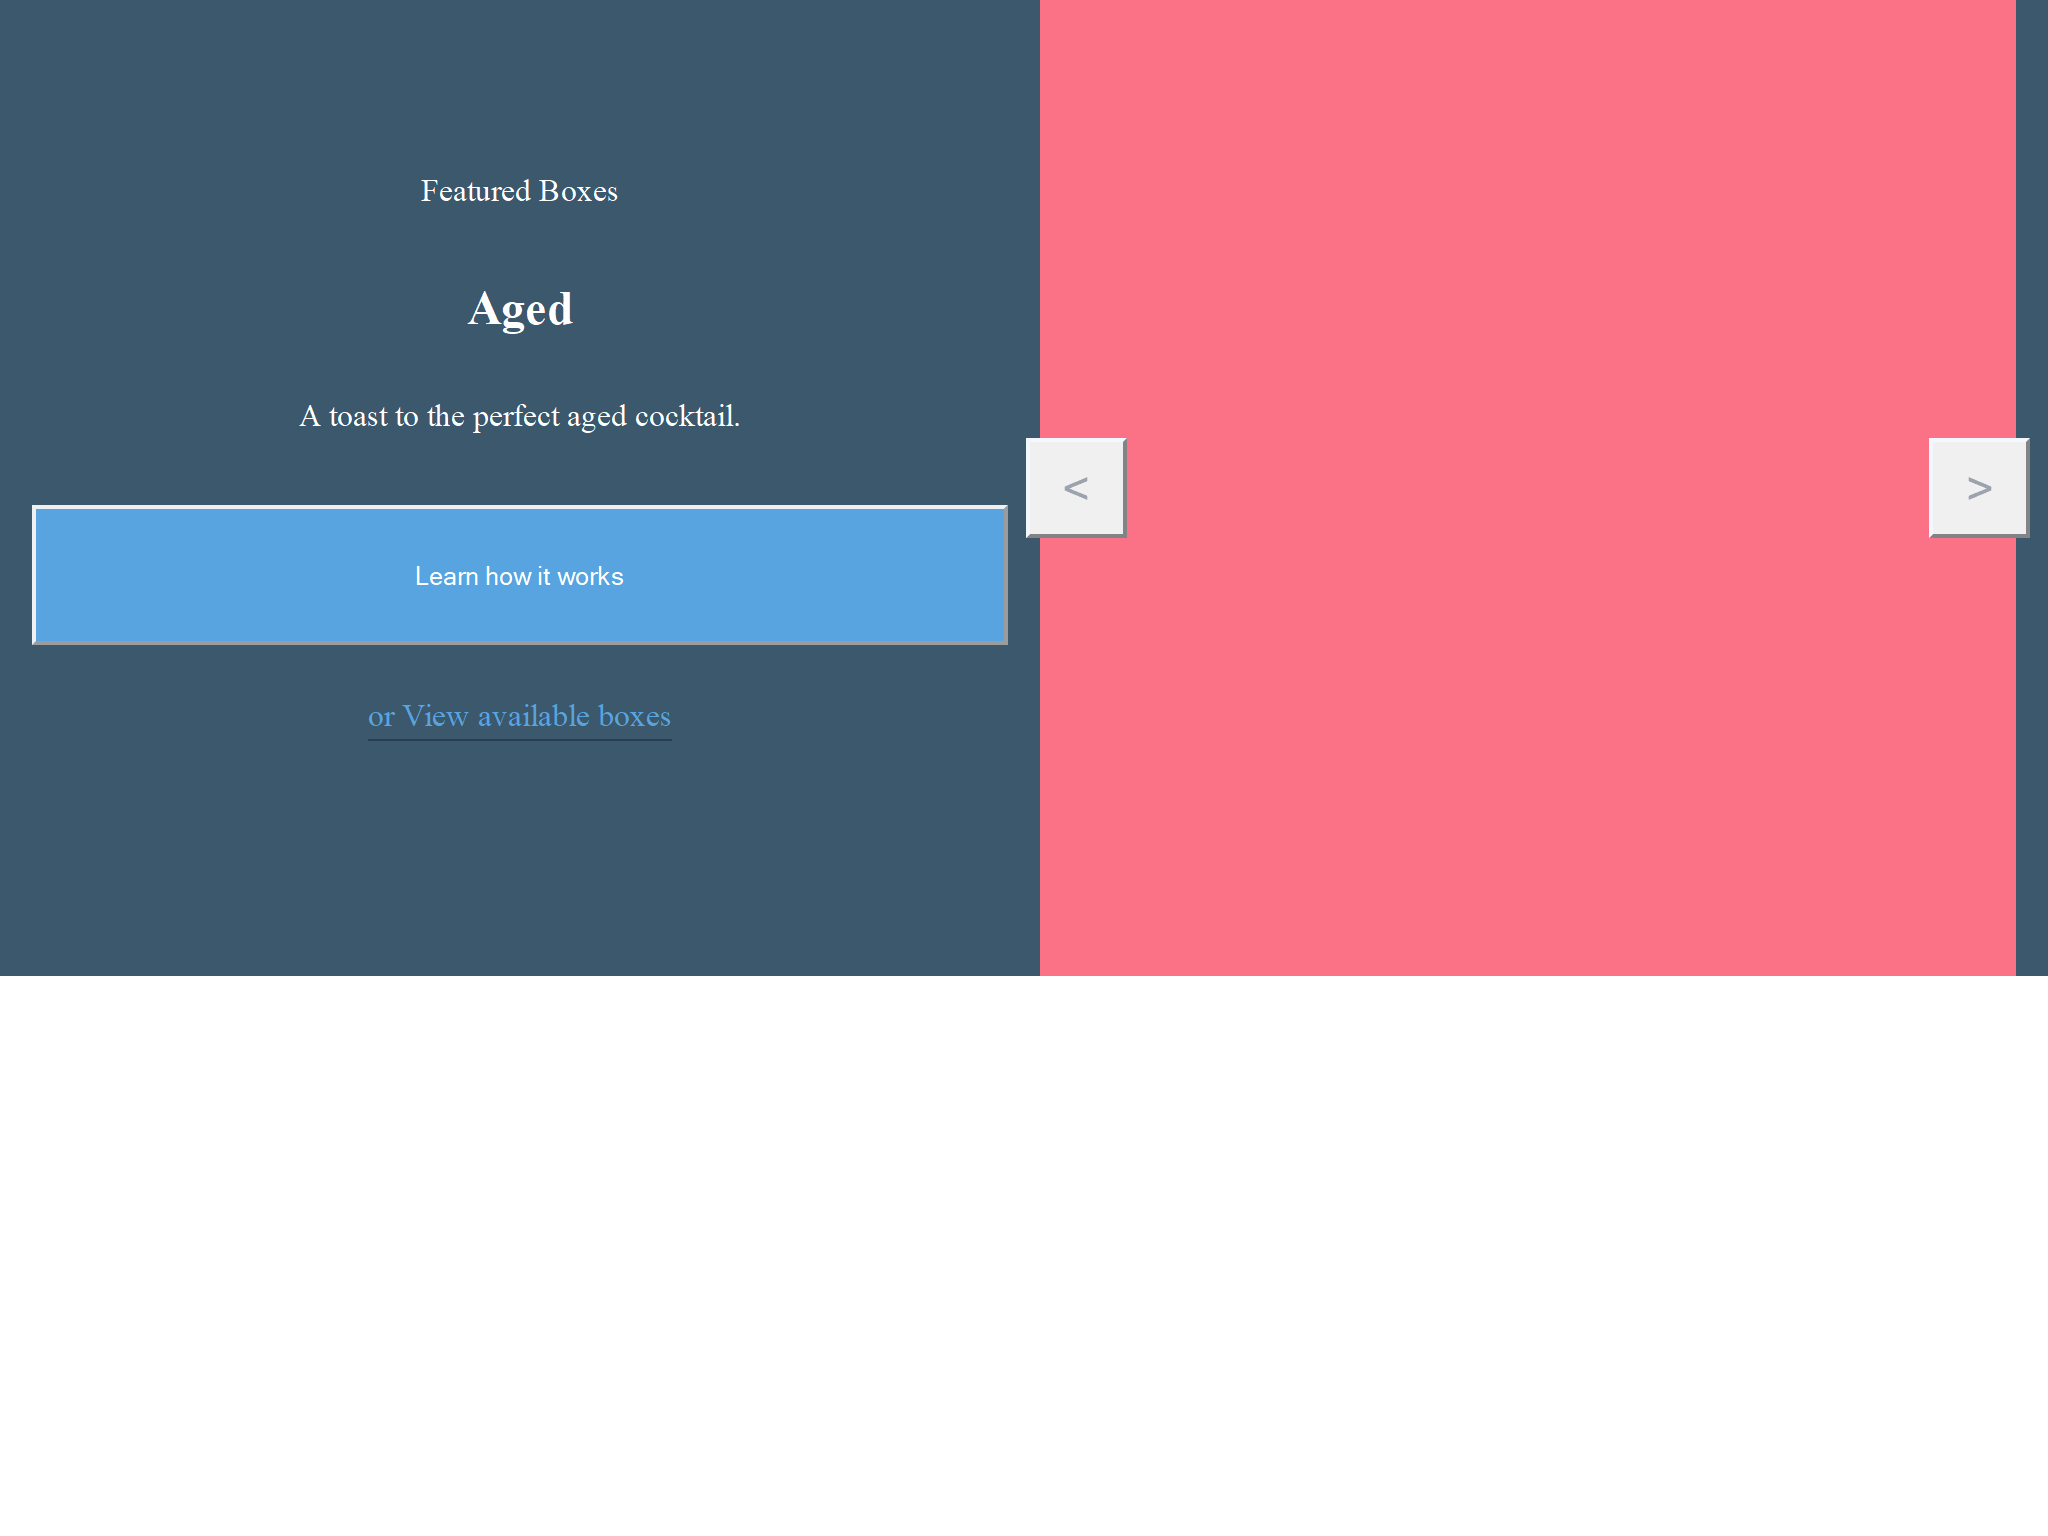 Featured Boxes
Aged
A toast to the perfect aged cocktail.
<
>
Learn how it works
or View available boxes